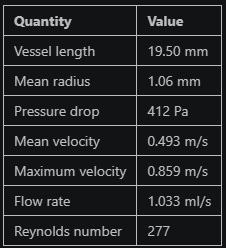 Quantity Value
Vessel length 19.50 mm
Mean radius 1.06 mm
Pressure drop 412 Pa
Mean velocity 0.493 m/s
Maximum velocity 0.859 m/s
Flow rate 1.033 ml/s
Reynolds number 277